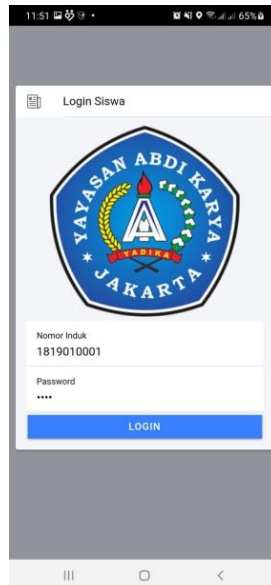 11:51
65%
Login Siswa
YAYASAN ABDI KARYA
YADIKA
★ JAKARTA ★
Nomor Induk
1819010001
Password
••••
LOGIN